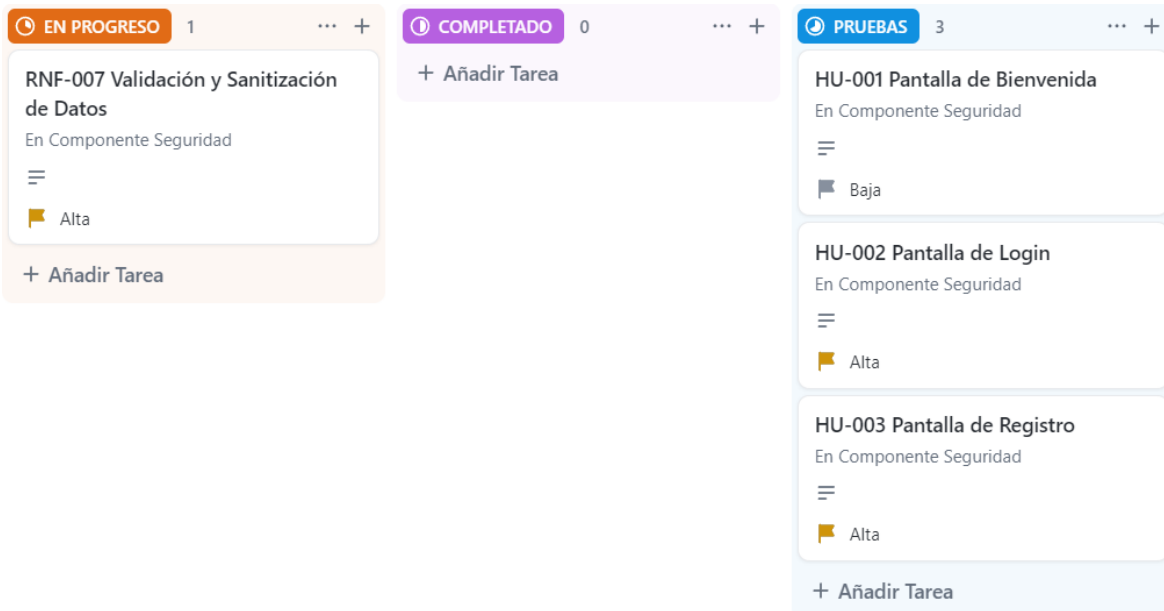 EN PROGRESO 1
RNF-007 Validación y Sanitización
de Datos
En Componente Seguridad
Alta
+ Añadir Tarea
COMPLETADO 0
+ Añadir Tarea
PRUEBAS 3
HU-001 Pantalla de Bienvenida
En Componente Seguridad
Baja
HU-002 Pantalla de Login
En Componente Seguridad
Alta
HU-003 Pantalla de Registro
En Componente Seguridad
Alta
+ Añadir Tarea